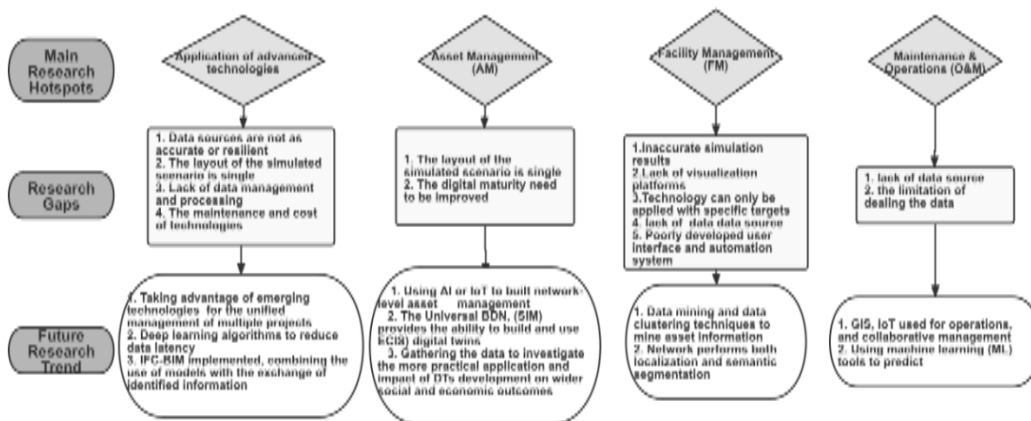 Main
Research
Hotspots
Application of advanced
technologies
Asset Management
(AM)
Facility Management
(FM)
Maintenance &
Operations (O&M)
Research
Gaps
1. Data sources are not as
accurate or resilient
2. The layout of the simulated
scenario is single
3. Lack of data management
and processing
4. The maintenance and cost
of technologies
1. The layout of the
simulated scenario is single
2. The digital maturity need
to be improved
1.Inaccurate simulation
results
2.Lack of visualization
platforms
3.Technology can only be
applied with specific targets
4. lack of data data source
5. Poorly developed user
interface and automation
system
1. lack of data source
2. the limitation of
dealing the data
Future
Research
Trend
1. Taking advantage of emerging
technologies for the unified
management of multiple projects
2. Deep learning algorithms to reduce
data latency
3. IFC-BIM implemented, combining the
use of models with the exchange of
identified information
1. Using AI or IoT to built network-
level asset management
2. The Universal BDN, (SIM)
provides the ability to build and use
digital twins
3. Gathering the data to investigate
the more practical application and
impact of DTs development on wider
social and economic outcomes
1. Data mining and data
clustering techniques to
mine asset information
2. Network performs both
localization and semantic
segmentation
1. GIS, IoT used for operations,
and collaborative management
2. Using machine learning (ML)
tools to predict